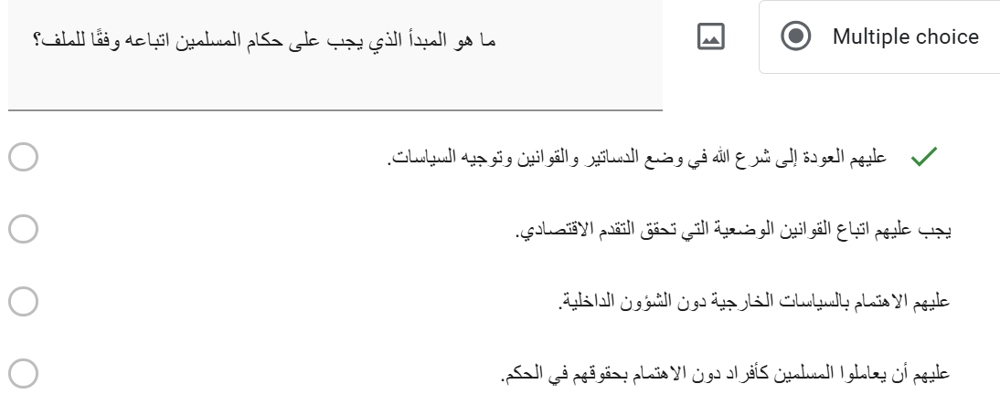 ما هو المبدأ الذي يجب على حكام المسلمين اتباعه وفقًا للملف؟
Multiple choice
عليهم العودة إلى شرع الله في وضع الدساتير والقوانين وتوجيه السياسات.
يجب عليهم اتباع القوانين الوضعية التي تحقق التقدم الاقتصادي.
عليهم الاهتمام بالسياسات الخارجية دون الشؤون الداخلية.
عليهم أن يعاملوا المسلمين كأفراد دون الاهتمام بحقوقهم في الحكم.